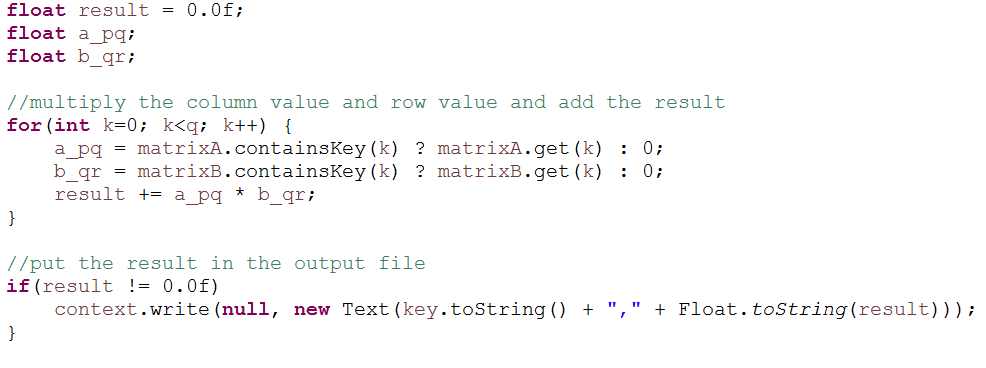 float result = 0.0f;
float a_pq;
float b_qr;

//multiply the column value and row value and add the result
for(int k=0; k<q; k++) {
    a_pq = matrixA.containsKey(k) ? matrixA.get(k) : 0;
    b_qr = matrixB.containsKey(k) ? matrixB.get(k) : 0;
    result += a_pq * b_qr;
}

//put the result in the output file
if(result != 0.0f)
    context.write(null, new Text(key.toString() + "," + Float.toString(result)));
}